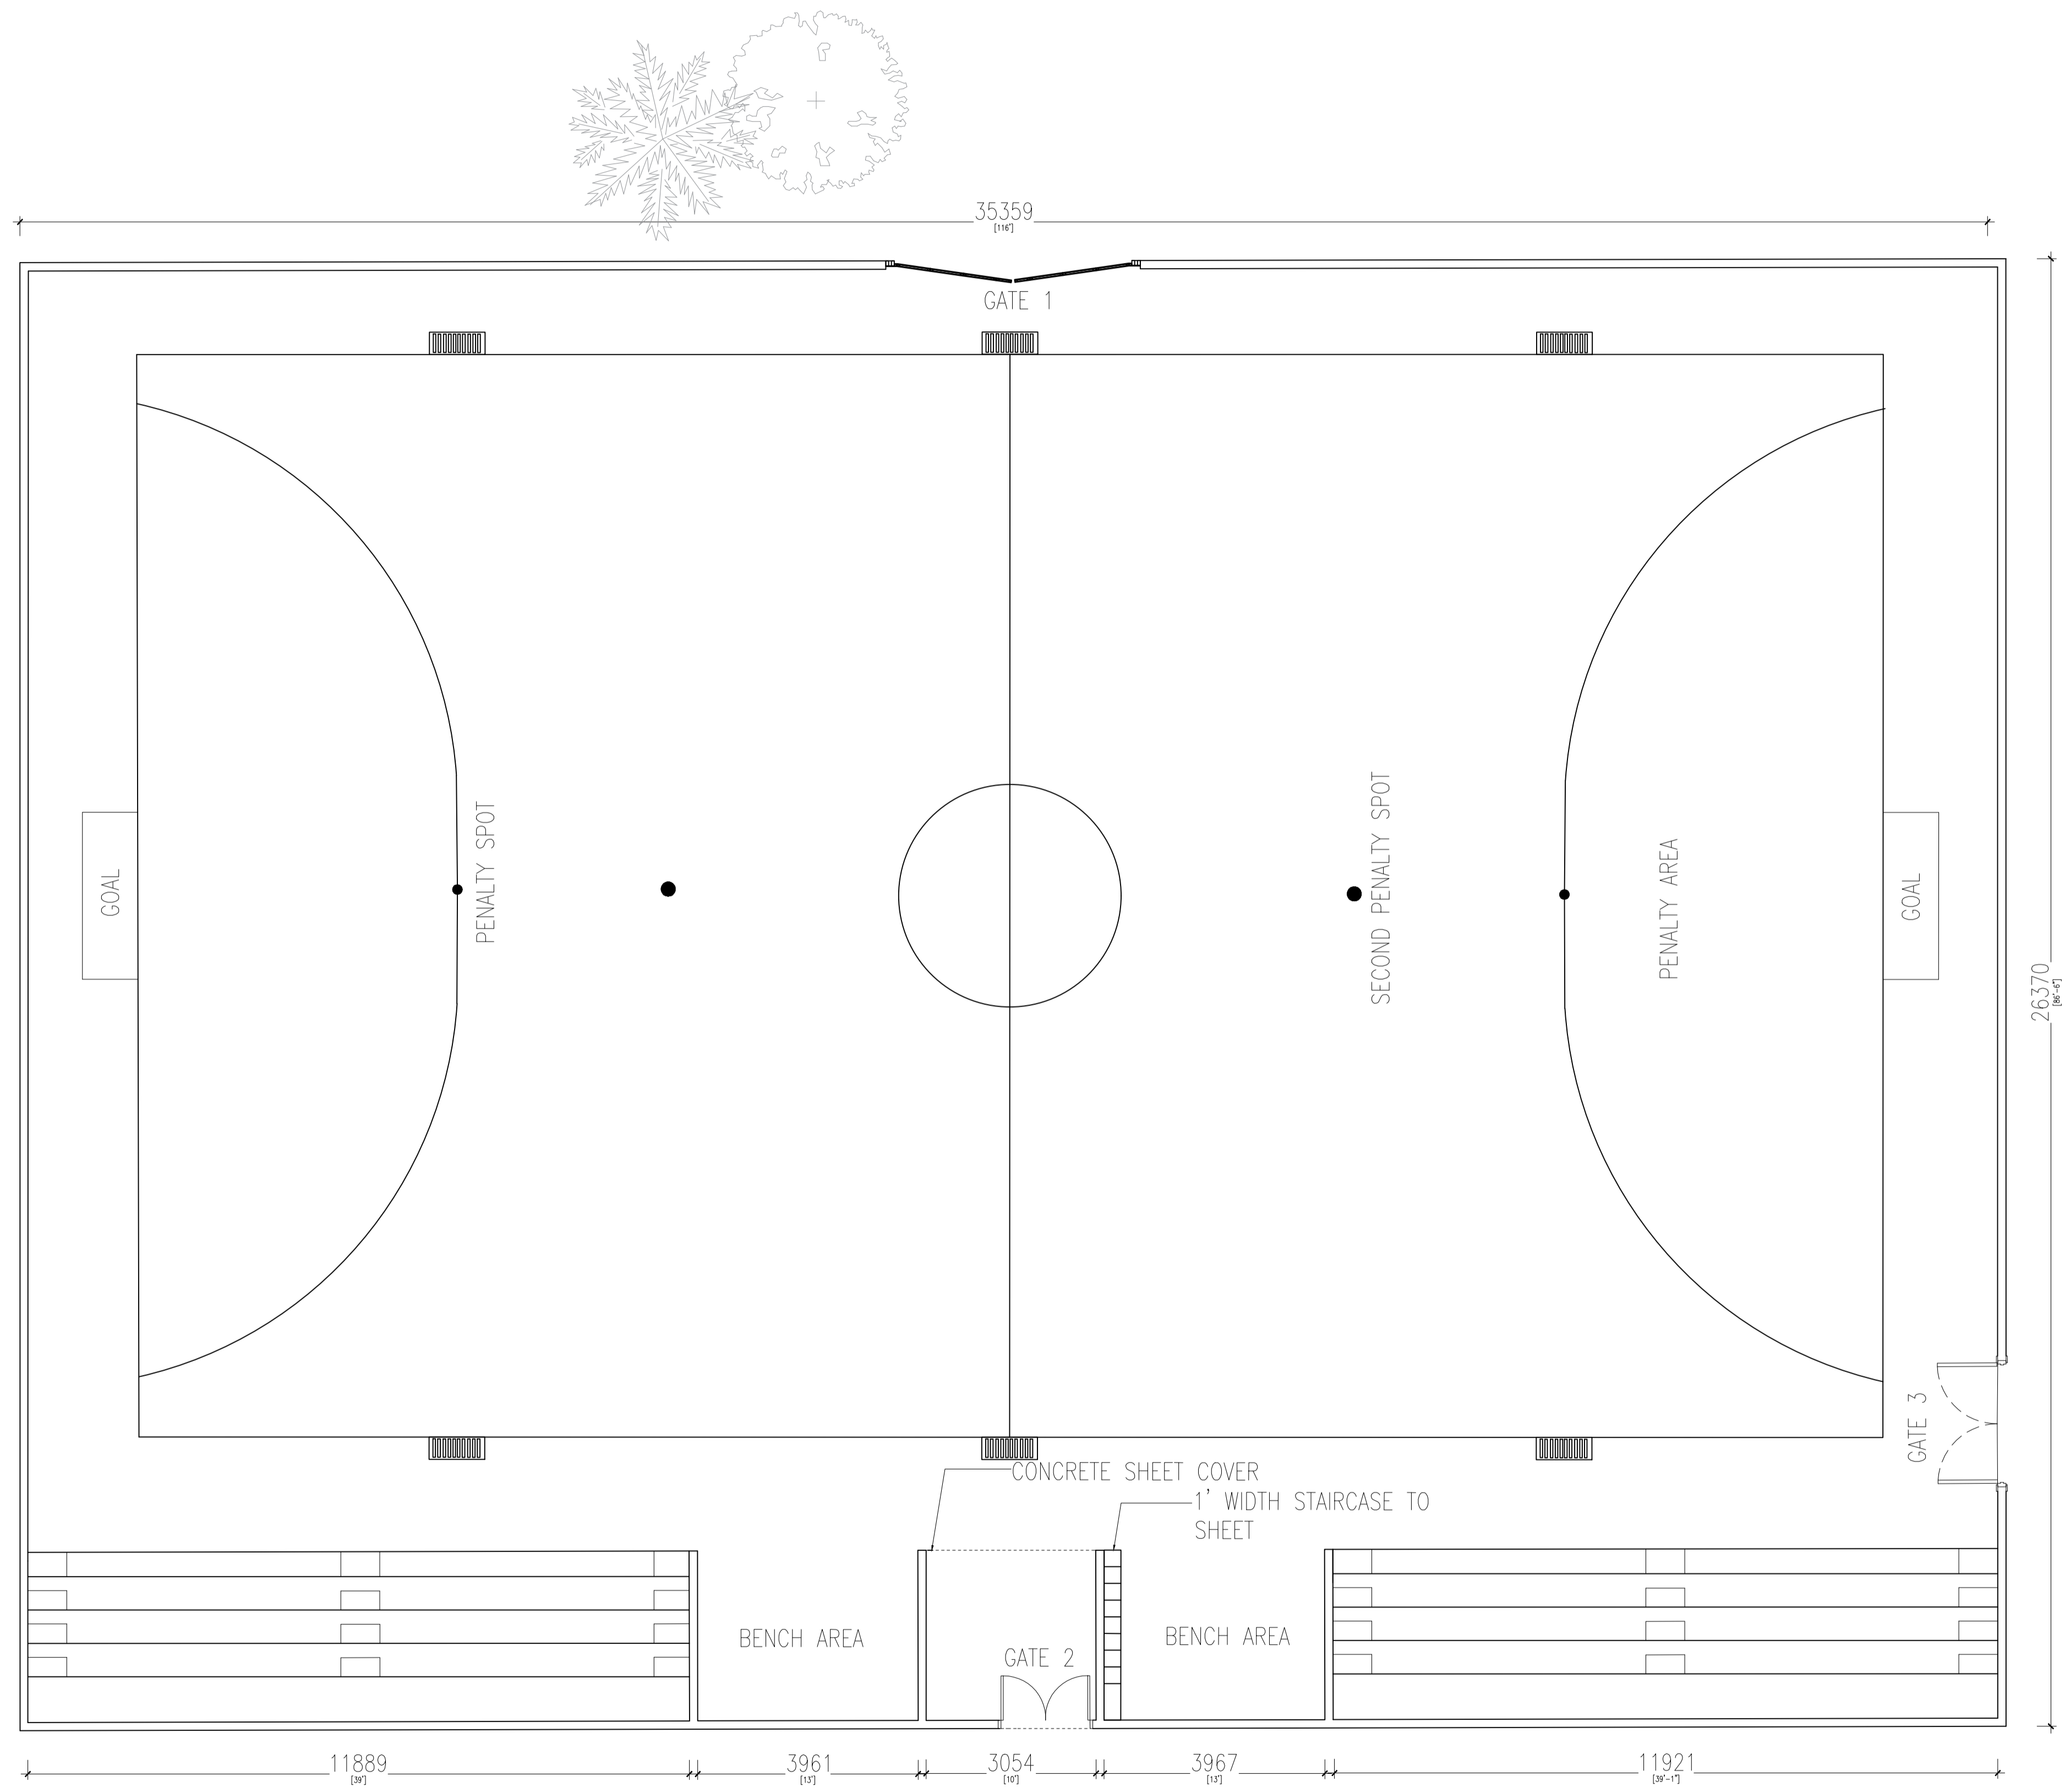 35359
[116']
GATE 1
GOAL
PENALTY SPOT
SECOND PENALTY SPOT
PENALTY AREA
GOAL
26370
[86'-6"]
GATE 3
CONCRETE SHEET COVER
1' WIDTH STAIRCASE TO
SHEET
BENCH AREA
GATE 2
BENCH AREA
11889
[39']
3961
[13']
3054
[10']
3967
[13']
11921
[39'-1"]